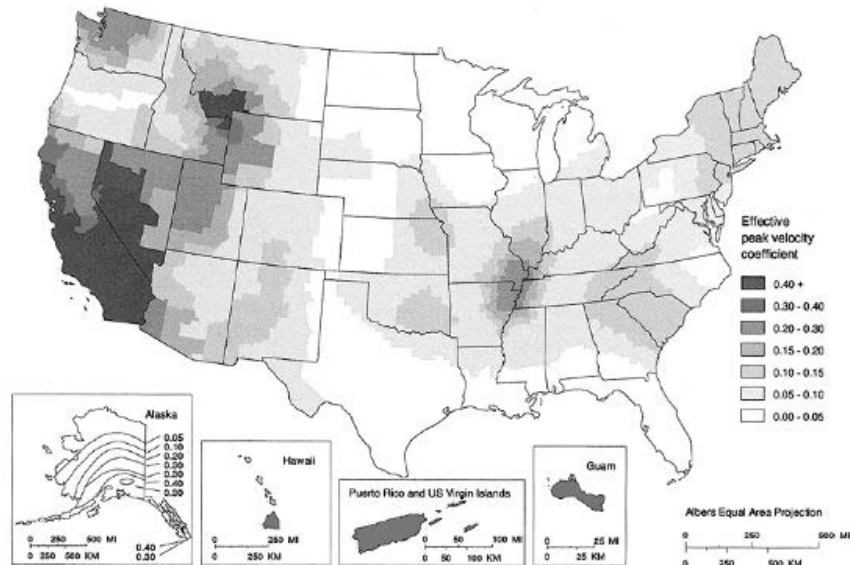 Effective
peak velocity
coefficient
0.40 +
0.30 - 0.40
0.20 - 0.30
0.15 - 0.20
0.10 - 0.15
0.05 - 0.10
0.00 - 0.05
Alaska
0.05
0.10
0.20
0.30
0.30
0.40
0.30
0 250 500 MI
0 250 500 KM
0.40
0.30
Hawaii
0 250 MI
0 250 KM
Puerto Rico and US Virgin Islands
0 50 100 MI
0 50 100 KM
Guam
0 25 MI
0 25 KM
Albers Equal Area Projection
0 250 500 MI
0 250 500 KM